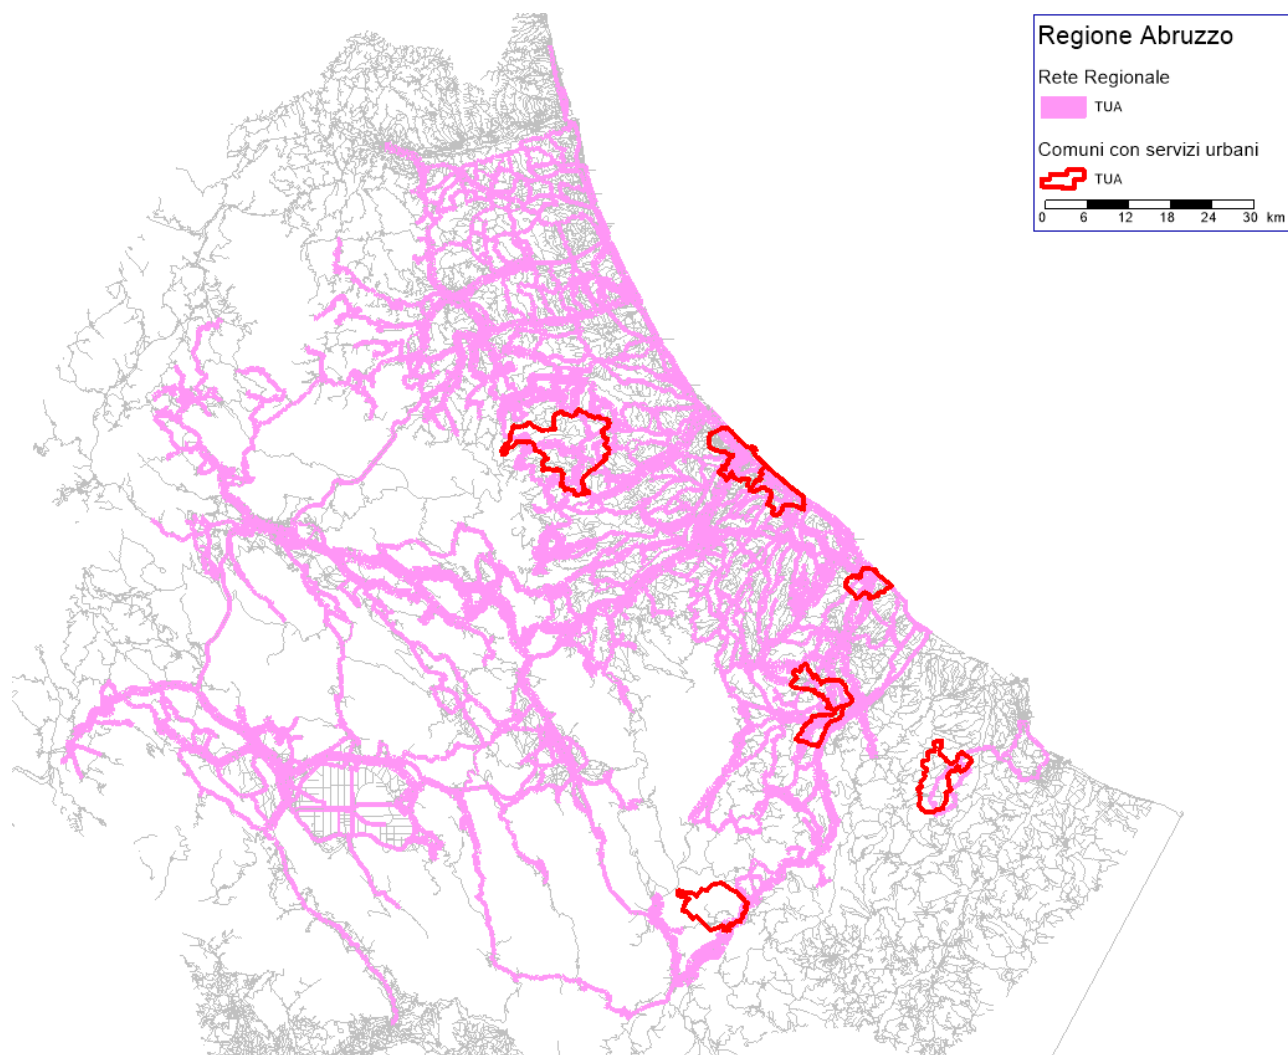 Regione Abruzzo
Rete Regionale
TUA
Comuni con servizi urbani
TUA
0 6 12 18 24 30 km